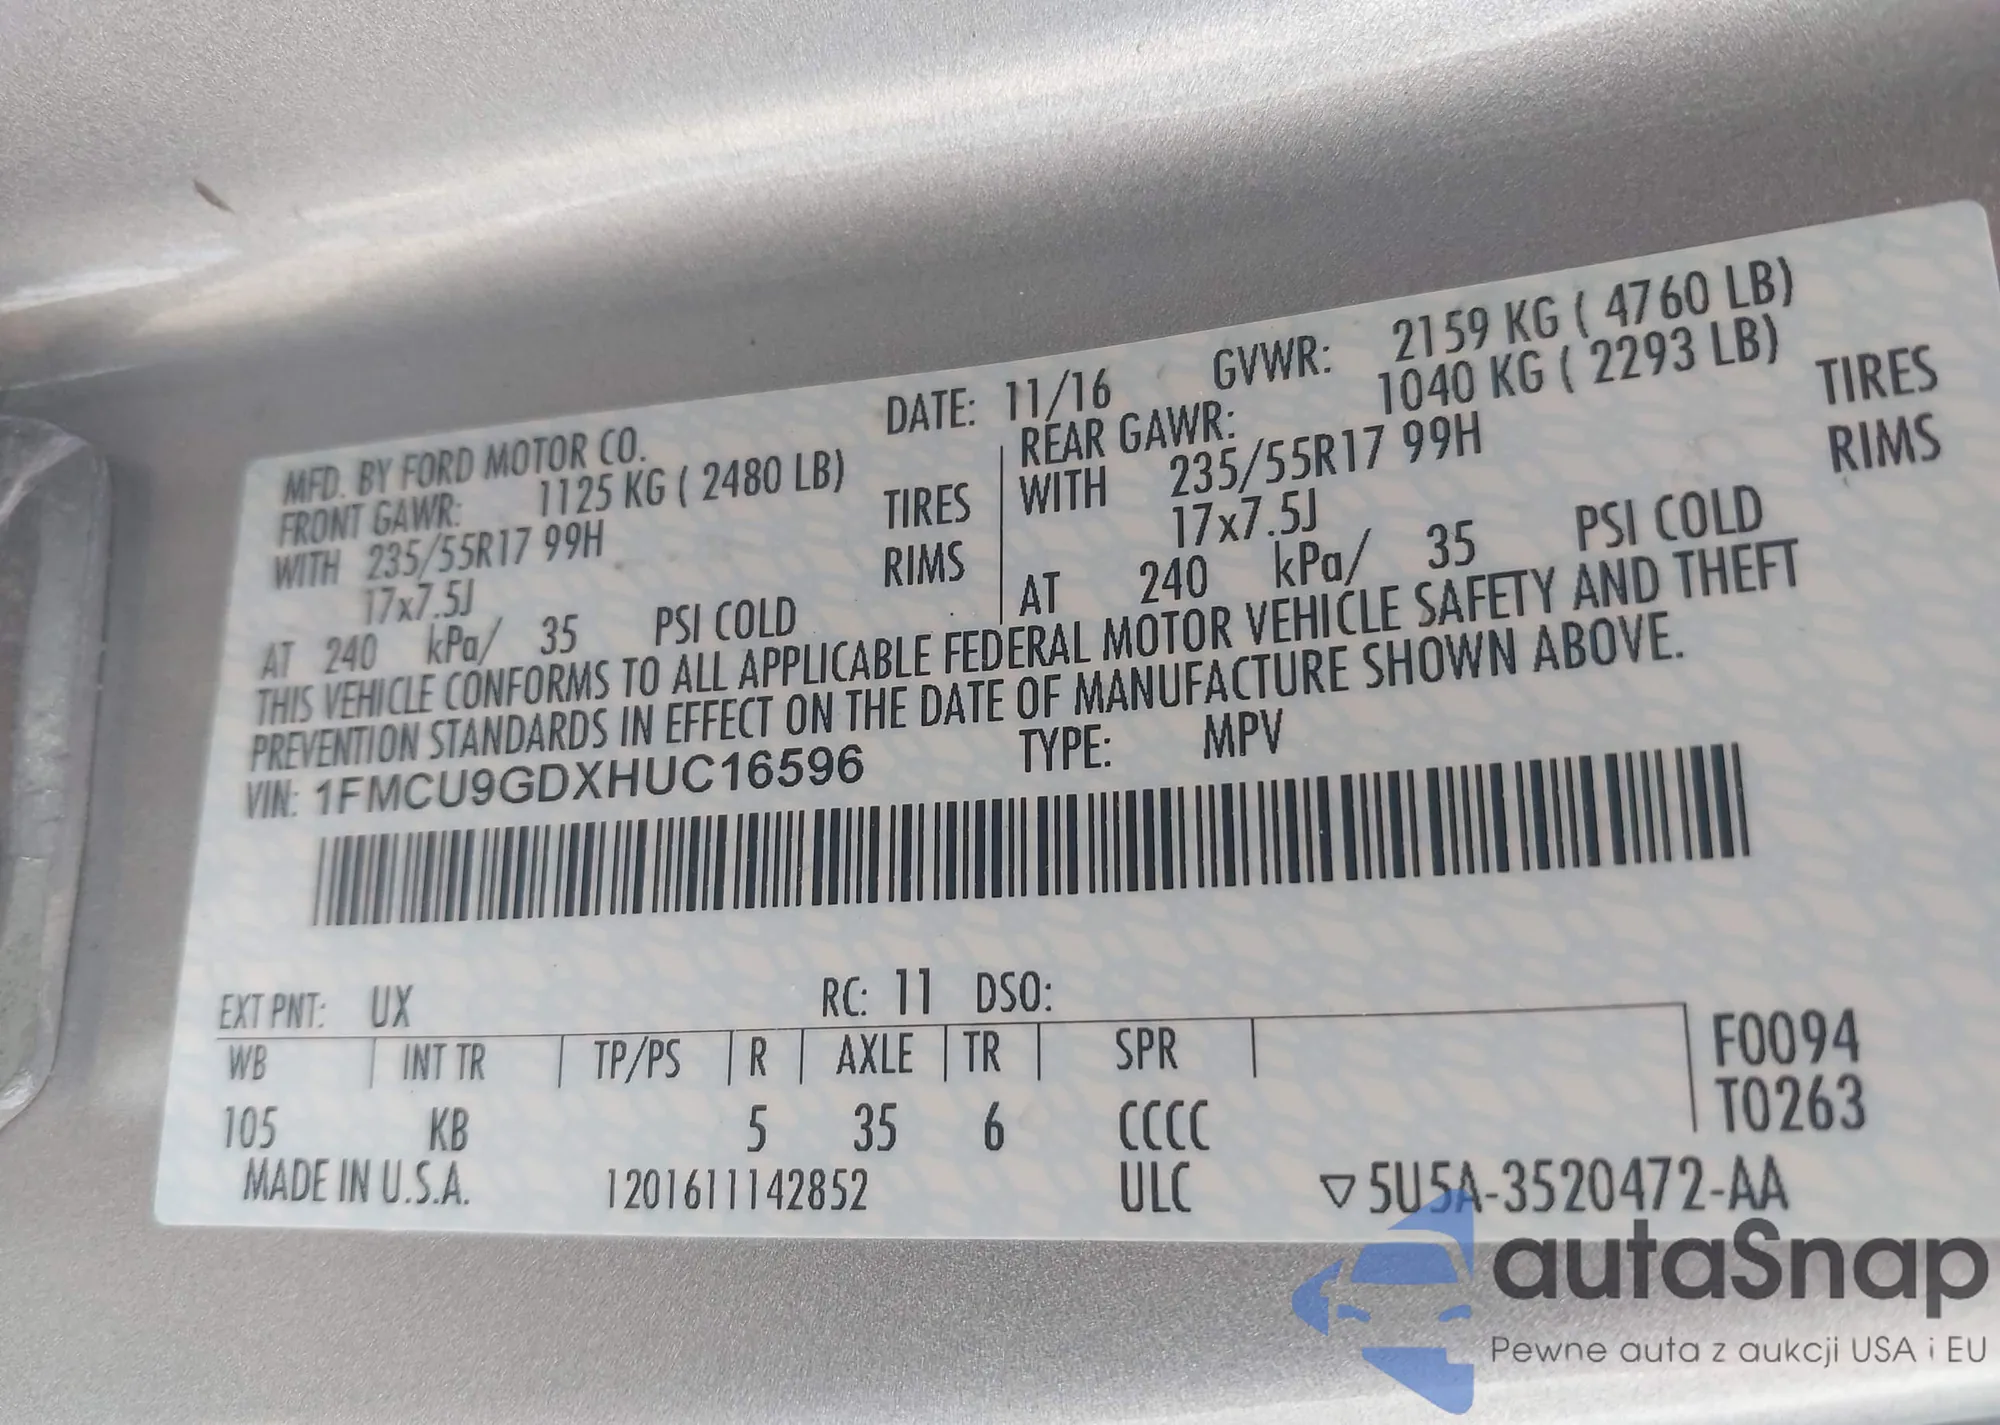 MFD. BY FORD MOTOR CO.
DATE: 11/16
GVWR: 2159 KG ( 4760 LB)
FRONT GAWR: 1125 KG ( 2480 LB)
WITH 235/55R17 99H TIRES
17x7.5J RIMS
AT 240 kPa/ 35 PSI COLD
REAR GAWR: 1040 KG ( 2293 LB)
WITH 235/55R17 99H TIRES
17x7.5J RIMS
AT 240 kPa/ 35 PSI COLD
THIS VEHICLE CONFORMS TO ALL APPLICABLE FEDERAL MOTOR VEHICLE SAFETY AND THEFT
PREVENTION STANDARDS IN EFFECT ON THE DATE OF MANUFACTURE SHOWN ABOVE.
VIN: 1FMCU9GDXHUC16596 TYPE: MPV
EXT PNT: UX RC: 11 DSO:
WB INT TR TP/PS R AXLE TR SPR F0094
105 KB 5 35 6 CCCC T0263
MADE IN U.S.A. 1201611142852 ULC ▽5U5A-3520472-AA
autaSnap
Pewne auta z aukcji USA i EU